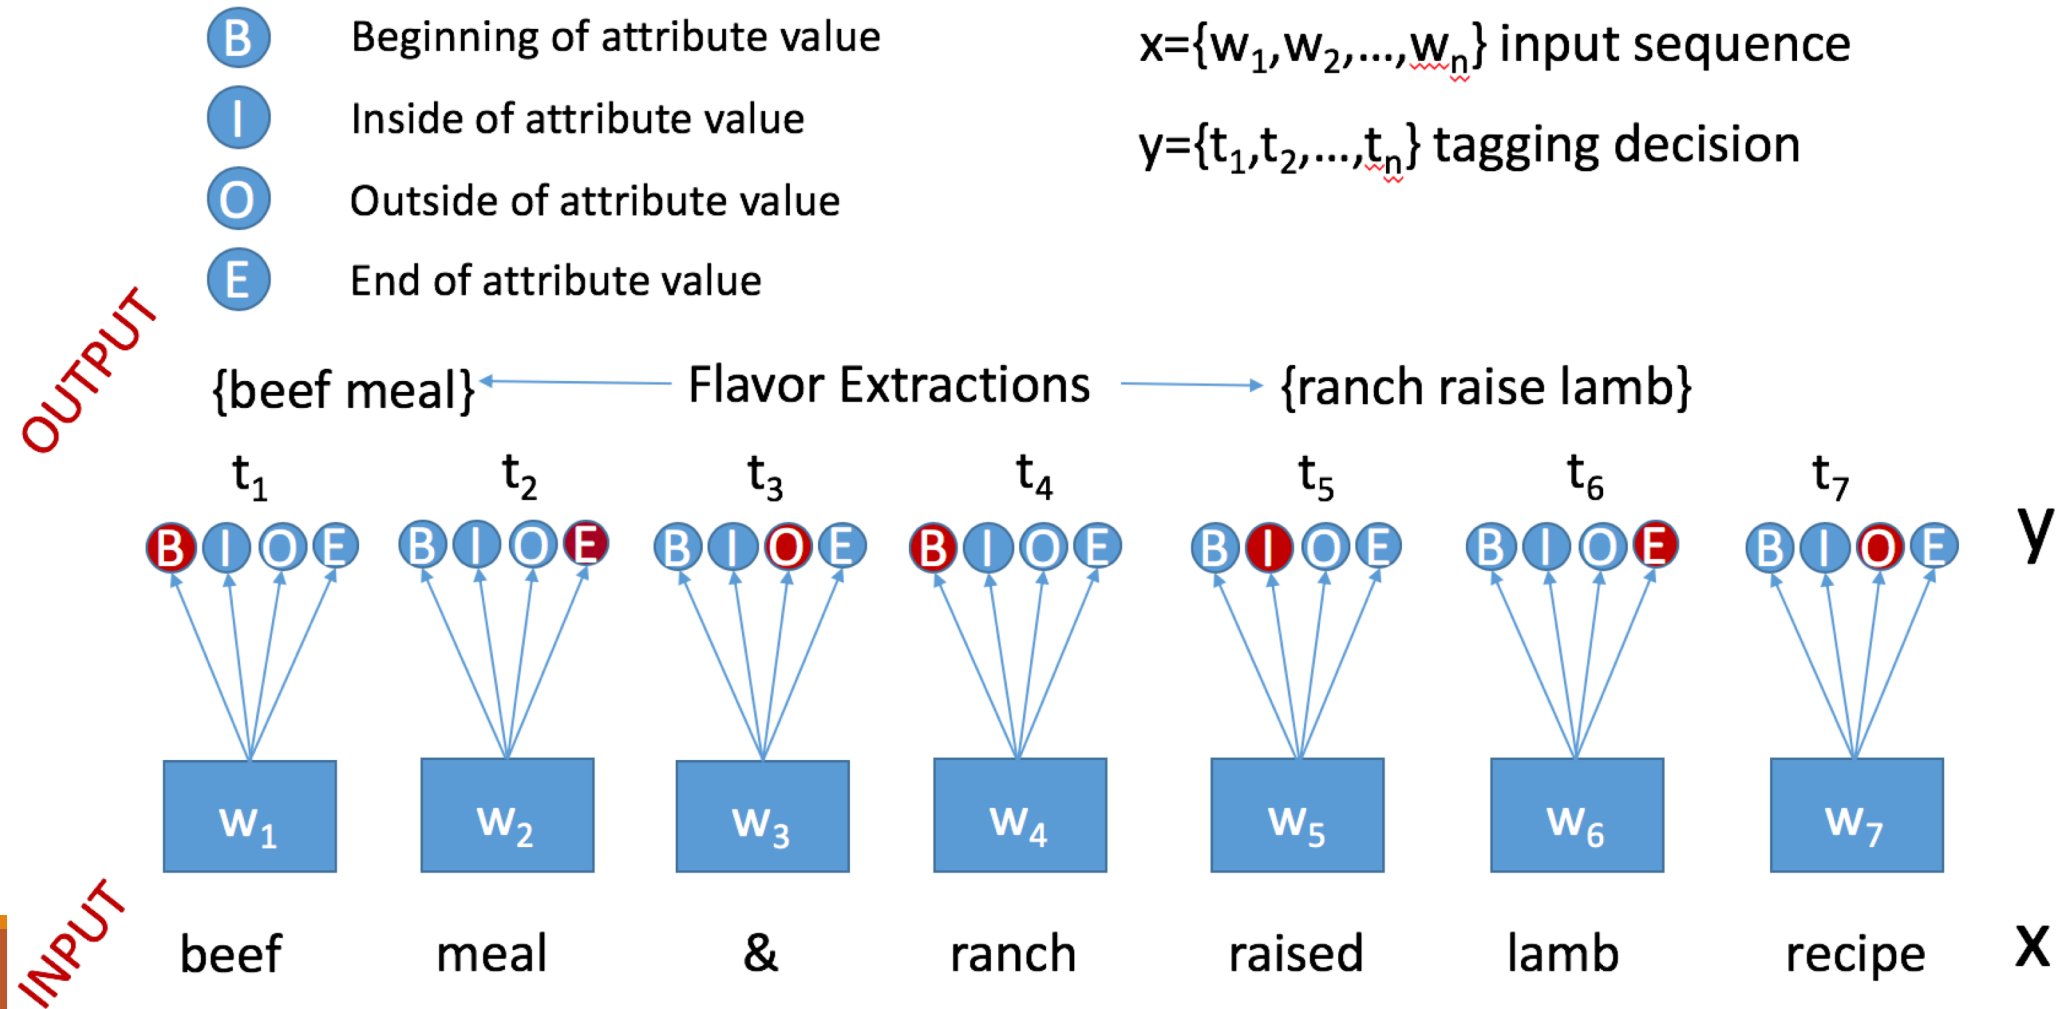 B Beginning of attribute value
I Inside of attribute value
O Outside of attribute value
E End of attribute value
x={w₁,w₂,...,wₙ} input sequence
y={t₁,t₂,...,tₙ} tagging decision
OUTPUT
{beef meal} Flavor Extractions {ranch raise lamb}
t₁ t₂ t₃ t₄ t₅ t₆ t₇
B I O E B I O E B I O E B I O E B I O E B I O E B I O E y
w₁ w₂ w₃ w₄ w₅ w₆ w₇
INPUT
beef meal & ranch raised lamb recipe x